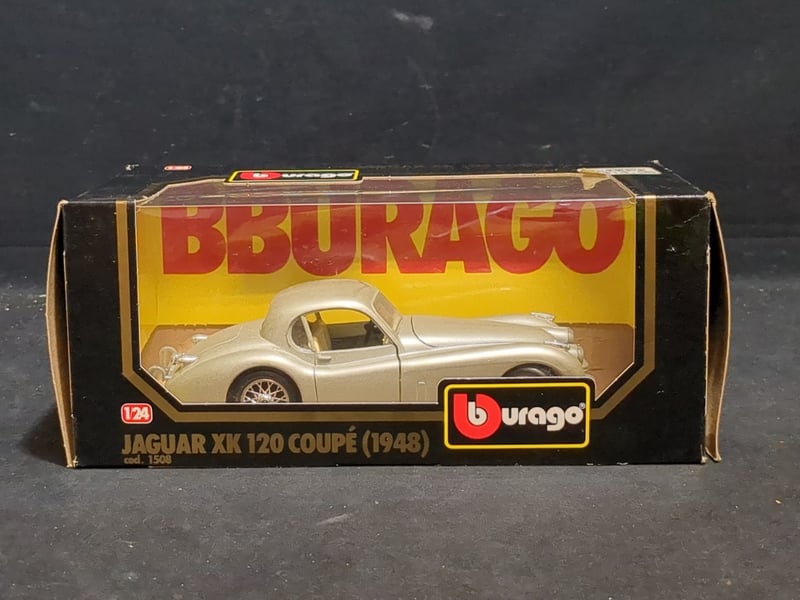 burago
BBURAGO
1/24
burago®
JAGUAR XK 120 COUPÉ (1948)
cod. 1508